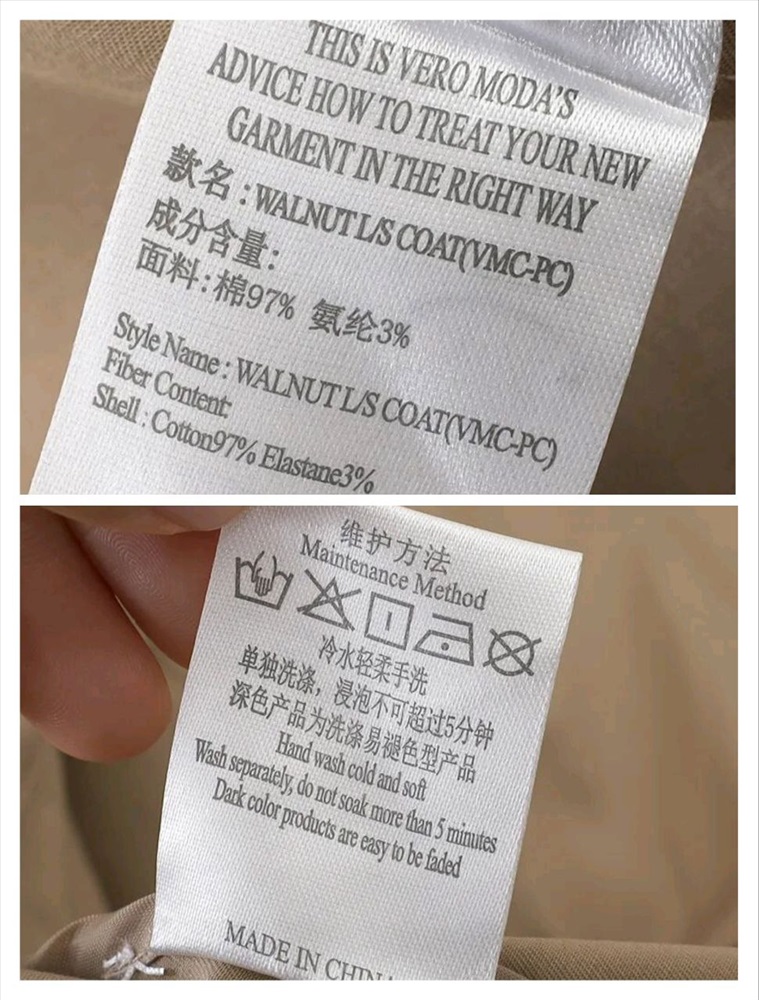 THIS IS VERO MODA'S
ADVICE HOW TO TREAT YOUR NEW
GARMENT IN THE RIGHT WAY
款名：WALNUT L/S COAT(VMC-PC)
成分含量：
面料：棉97% 氨纶3%
Style Name : WALNUT L/S COAT(VMC-PC)
Fiber Content:
Shell : Cotton97% Elastane3%
维护方法
Maintenance Method
冷水轻柔手洗
单独洗涤，浸泡不可超过5分钟
深色产品为洗涤易褪色型产品
Hand wash cold and soft
Wash separately, do not soak more than 5 minutes
Dark color products are easy to be faded
MADE IN CHINA